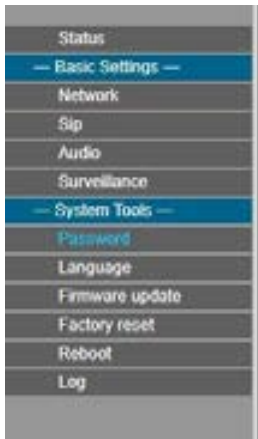 Status
— Basic Settings —
Network
Sip
Audio
Surveillance
— System Tools —
Password
Language
Firmware update
Factory reset
Reboot
Log